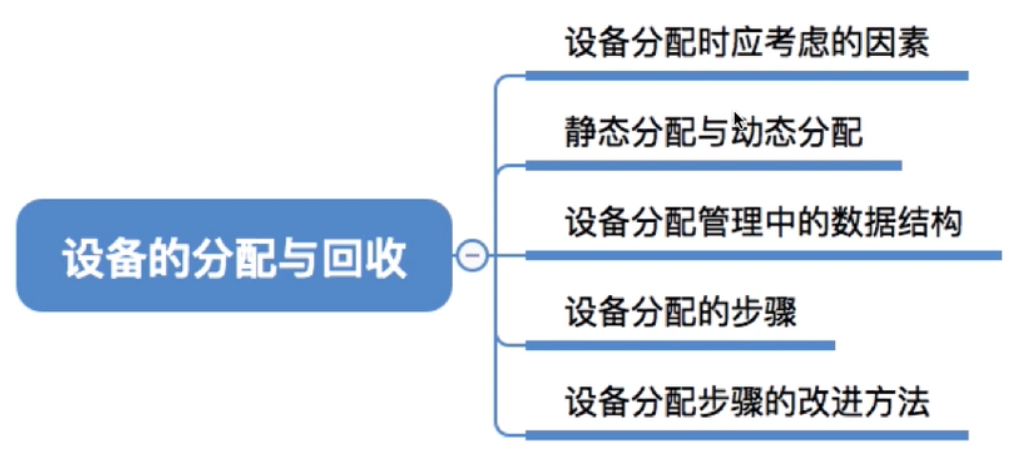 设备分配时应考虑的因素
静态分配与动态分配
设备分配管理中的数据结构
设备的分配与回收
设备分配的步骤
设备分配步骤的改进方法